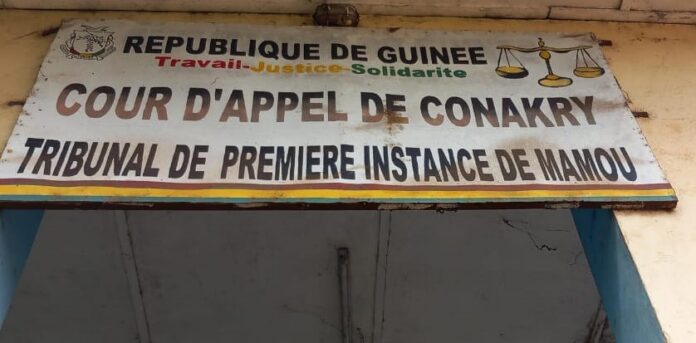 REPUBLIQUE DE GUINEE
Travail-Justice-Solidarite
COUR D'APPEL DE CONAKRY
TRIBUNAL DE PREMIERE INSTANCE DE MAMOU